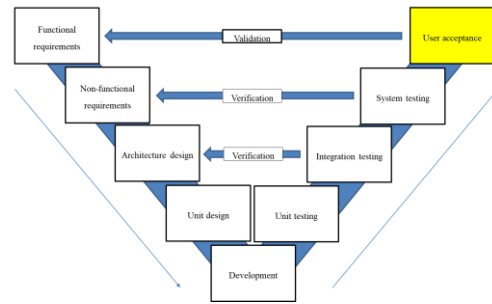 Functional
requirements
Validation
User acceptance
Non-functional
requirements
Verification
System testing
Architecture design
Verification
Integration testing
Unit design
Unit testing
Development